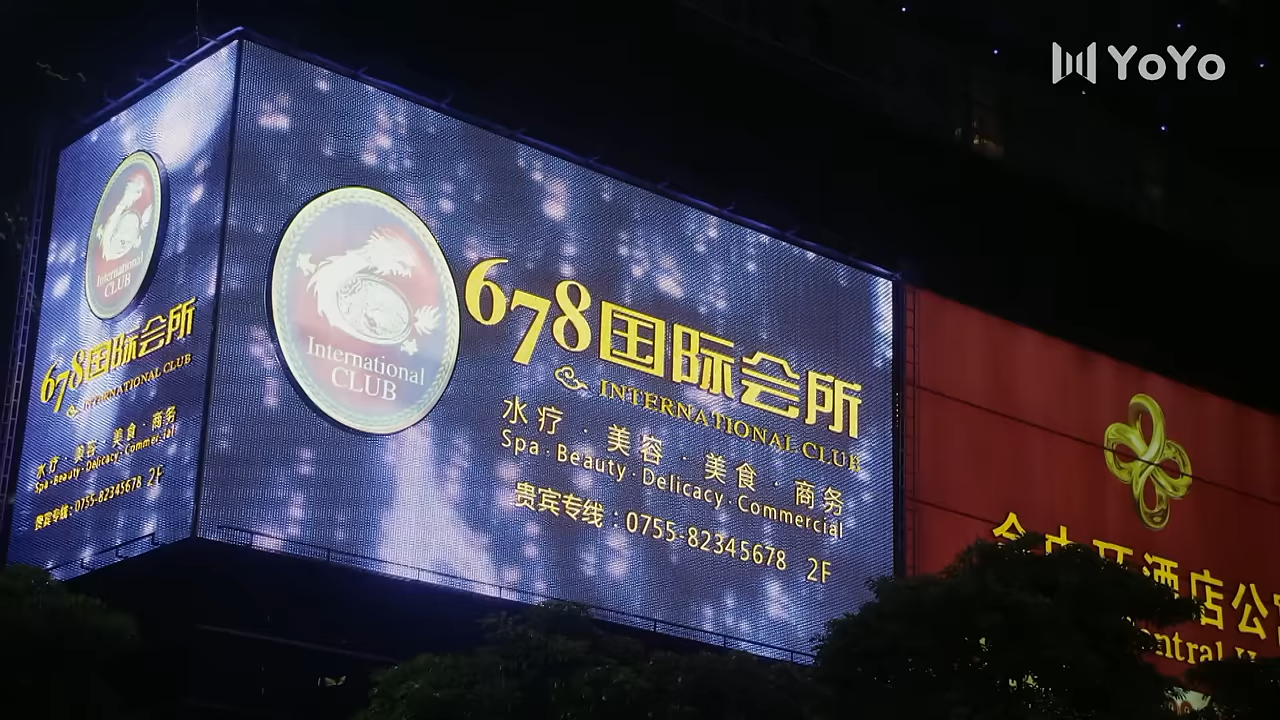 YoYo
International
CLUB
678国际会所
INTERNATIONAL CLUB
水疗·美容·美食·商务
Spa·Beauty·Delicacy·Commercial
贵宾专线:0755-82345678 2F
International
CLUB
678国际会所
INTERNATIONAL CLUB
水疗·美容·美食·商务
Spa·Beauty·Delicacy·Commercial
贵宾专线:0755-82345678 2F
金中环酒店公